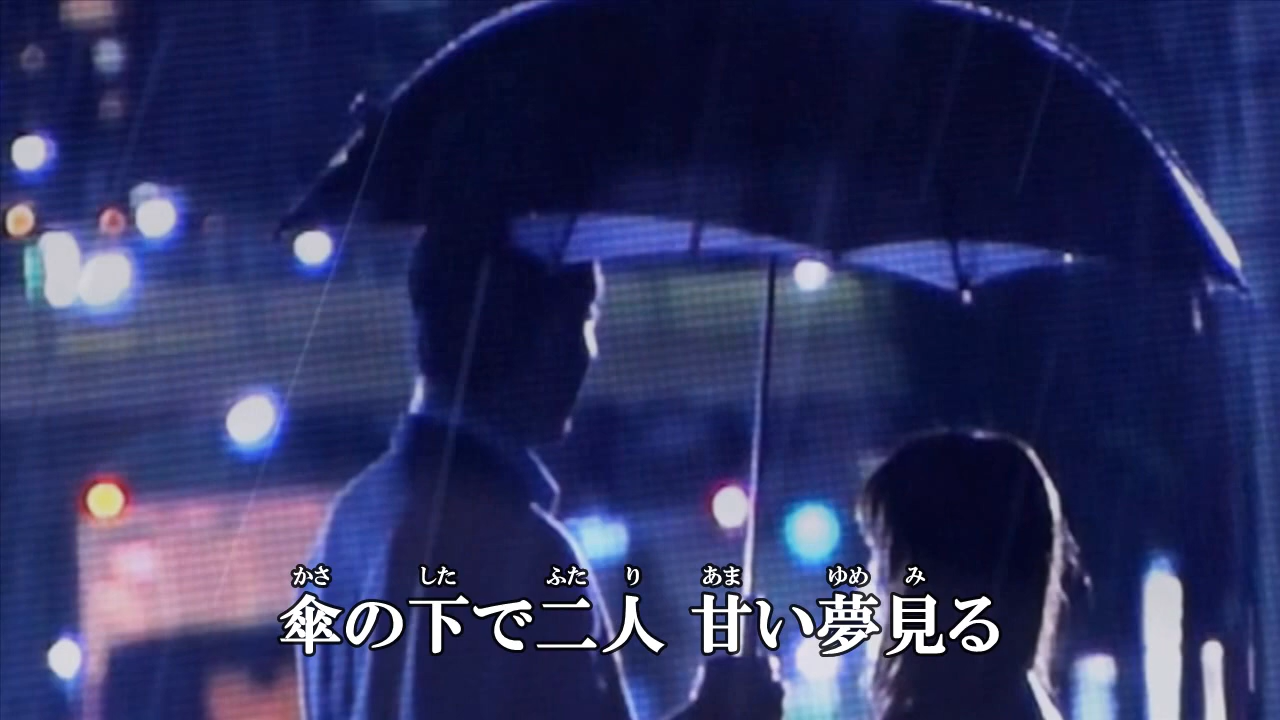 かさ した ふた り あま ゆめ み
傘の下で二人 甘い夢見る